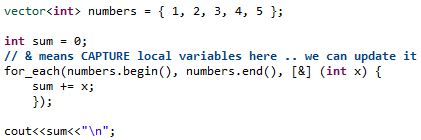 vector<int> numbers = { 1, 2, 3, 4, 5 };
int sum = 0;
// & means CAPTURE local variables here .. we can update it
for_each(numbers.begin(), numbers.end(), [&] (int x) {
sum += x;
});
cout<<sum<<"\n";